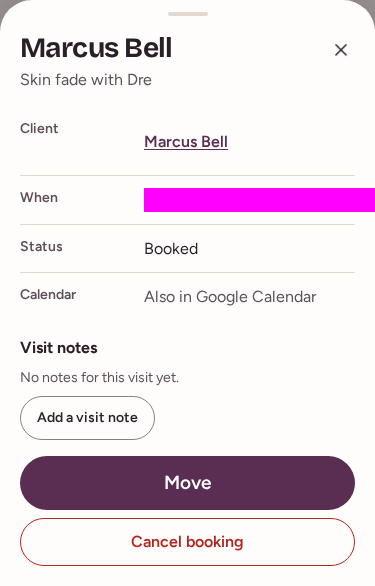 Marcus Bell
Skin fade with Dre
Client
Marcus Bell
When
Status
Booked
Calendar
Also in Google Calendar
Visit notes
No notes for this visit yet.
Add a visit note
Move
Cancel booking